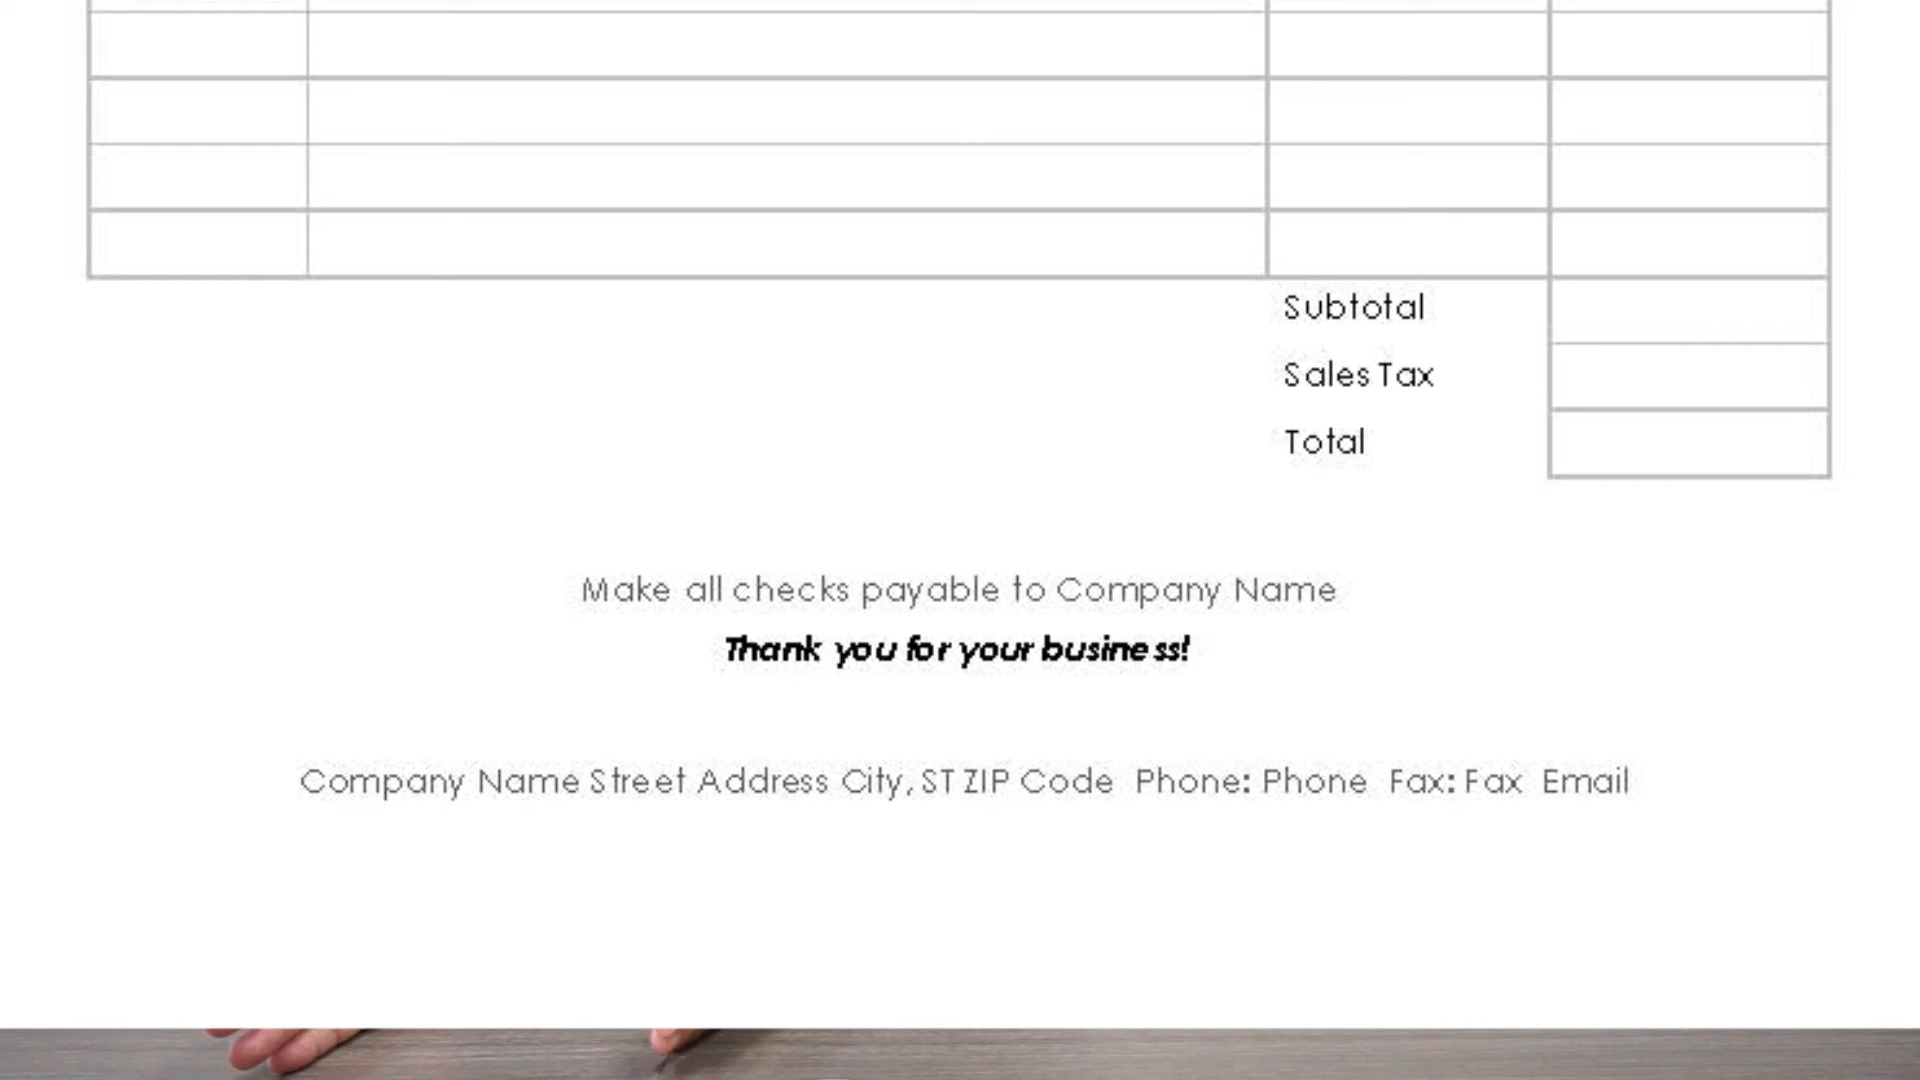 Subtotal
Sales Tax
Total
Make all checks payable to Company Name
Thank you for your business!
Company Name Street Address City, ST ZIP Code Phone: Phone Fax: Fax Email